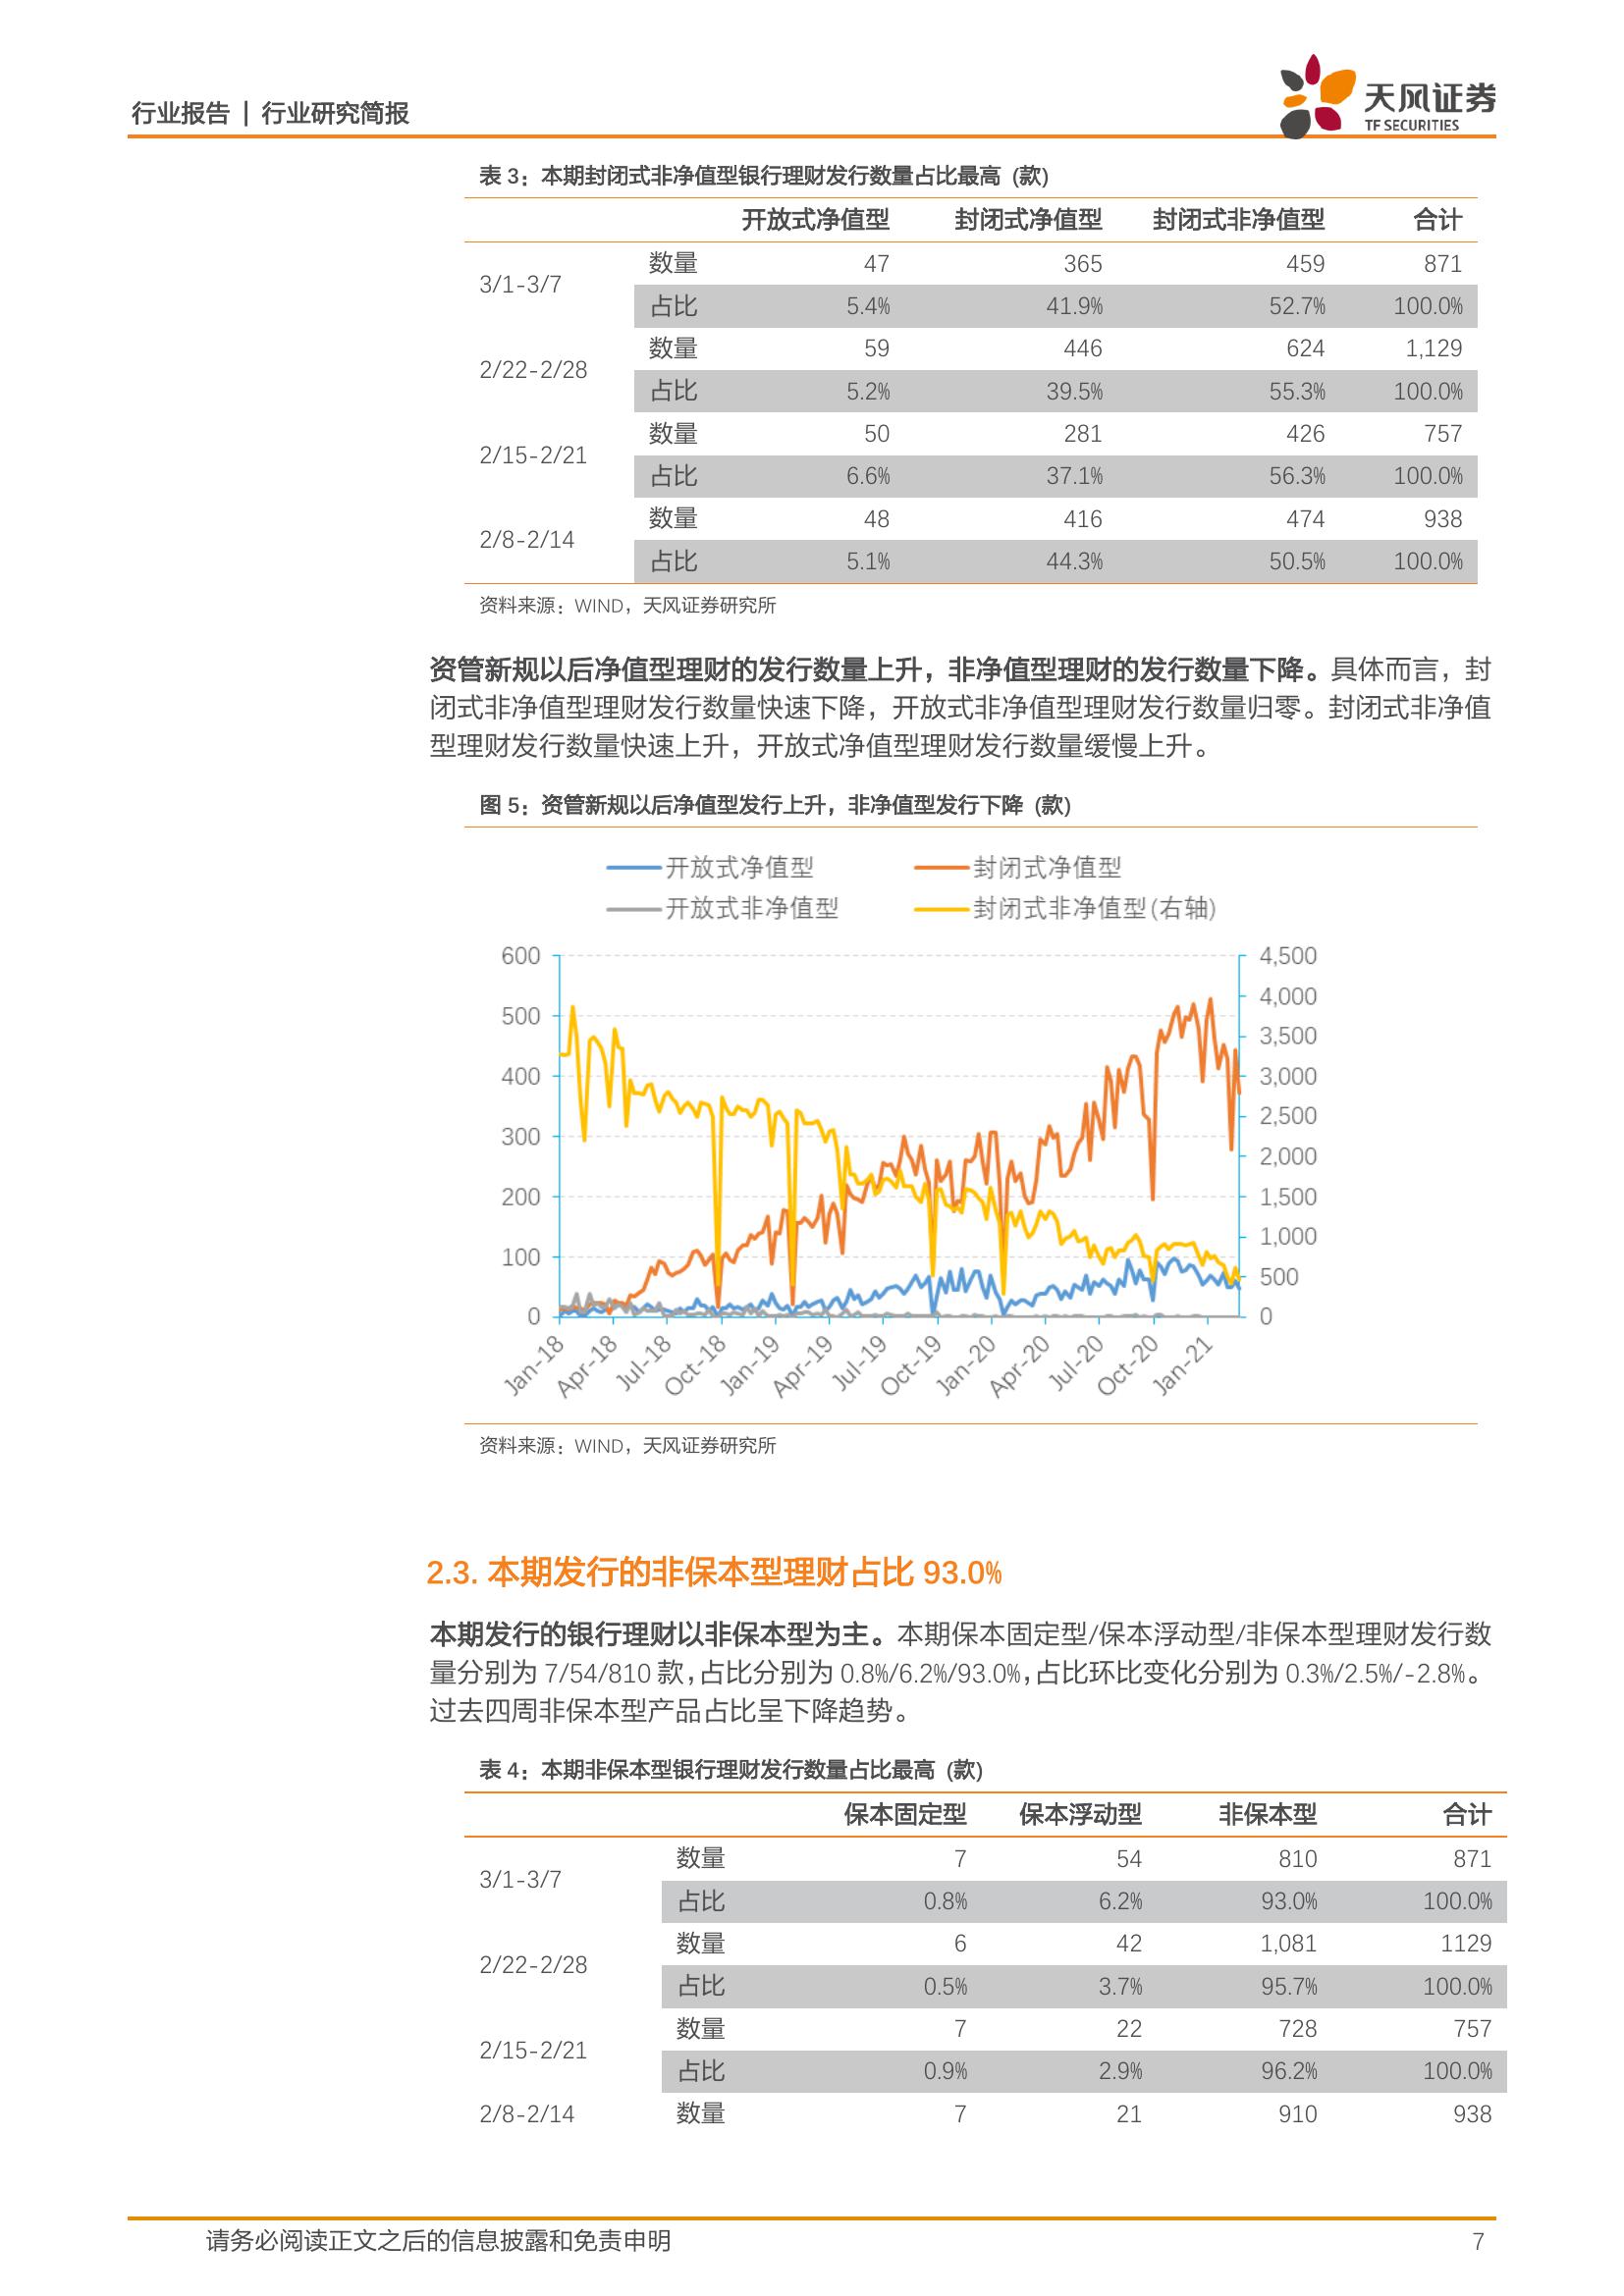 行业报告 | 行业研究简报
天风证券
TF SECURITIES
表 3：本期封闭式非净值型银行理财发行数量占比最高 (款)
开放式净值型 封闭式净值型 封闭式非净值型 合计
3/1-3/7 数量 47 365 459 871
占比 5.4% 41.9% 52.7% 100.0%
2/22-2/28 数量 59 446 624 1,129
占比 5.2% 39.5% 55.3% 100.0%
2/15-2/21 数量 50 281 426 757
占比 6.6% 37.1% 56.3% 100.0%
2/8-2/14 数量 48 416 474 938
占比 5.1% 44.3% 50.5% 100.0%
资料来源：WIND，天风证券研究所
资管新规以后净值型理财的发行数量上升，非净值型理财的发行数量下降。具体而言，封
闭式非净值型理财发行数量快速下降，开放式非净值型理财发行数量归零。封闭式非净值
型理财发行数量快速上升，开放式净值型理财发行数量缓慢上升。
图 5：资管新规以后净值型发行上升，非净值型发行下降 (款)
开放式净值型 封闭式净值型
开放式非净值型 封闭式非净值型(右轴)
600 4,500
4,000
500
3,500
400 3,000
2,500
300
2,000
200 1,500
1,000
100
500
0 0
Jan-18 Apr-18 Jul-18 Oct-18 Jan-19 Apr-19 Jul-19 Oct-19 Jan-20 Apr-20 Jul-20 Oct-20 Jan-21
资料来源：WIND，天风证券研究所
2.3. 本期发行的非保本型理财占比 93.0%
本期发行的银行理财以非保本型为主。本期保本固定型/保本浮动型/非保本型理财发行数
量分别为 7/54/810 款，占比分别为 0.8%/6.2%/93.0%，占比环比变化分别为 0.3%/2.5%/-2.8%。
过去四周非保本型产品占比呈下降趋势。
表 4：本期非保本型银行理财发行数量占比最高 (款)
保本固定型 保本浮动型 非保本型 合计
3/1-3/7 数量 7 54 810 871
占比 0.8% 6.2% 93.0% 100.0%
2/22-2/28 数量 6 42 1,081 1129
占比 0.5% 3.7% 95.7% 100.0%
2/15-2/21 数量 7 22 728 757
占比 0.9% 2.9% 96.2% 100.0%
2/8-2/14 数量 7 21 910 938
请务必阅读正文之后的信息披露和免责申明 7